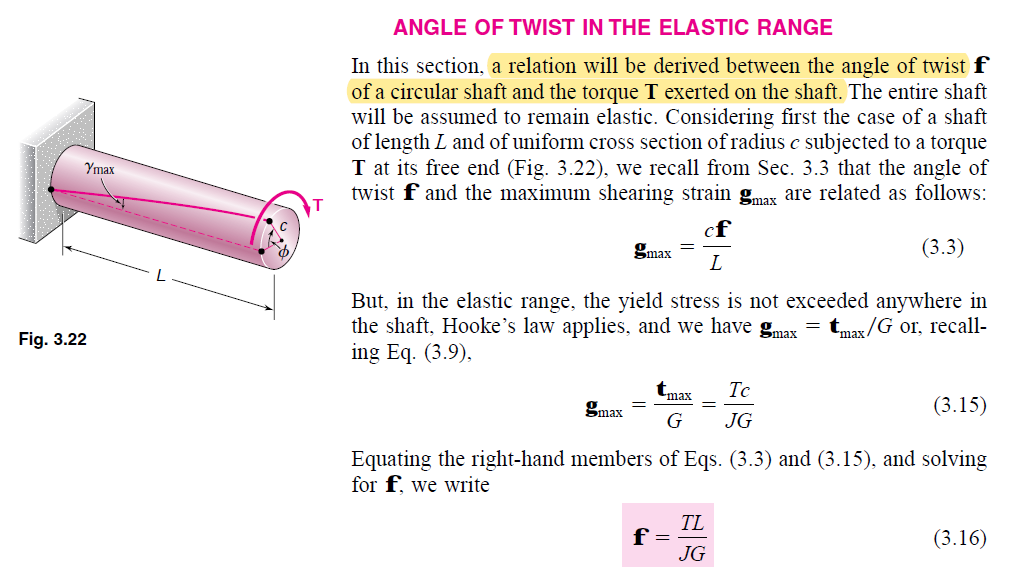 ANGLE OF TWIST IN THE ELASTIC RANGE
In this section, a relation will be derived between the angle of twist f
of a circular shaft and the torque T exerted on the shaft. The entire shaft
will be assumed to remain elastic. Considering first the case of a shaft
of length L and of uniform cross section of radius c subjected to a torque
T at its free end (Fig. 3.22), we recall from Sec. 3.3 that the angle of
twist f and the maximum shearing strain gmax are related as follows:
gmax = cf/L (3.3)
But, in the elastic range, the yield stress is not exceeded anywhere in
the shaft, Hooke's law applies, and we have gmax = tmax/G or, recall-
ing Eq. (3.9),
gmax = tmax/G = Tc/JG (3.15)
Equating the right-hand members of Eqs. (3.3) and (3.15), and solving
for f, we write
f = TL/JG (3.16)
γmax
T
c
ϕ
L
Fig. 3.22